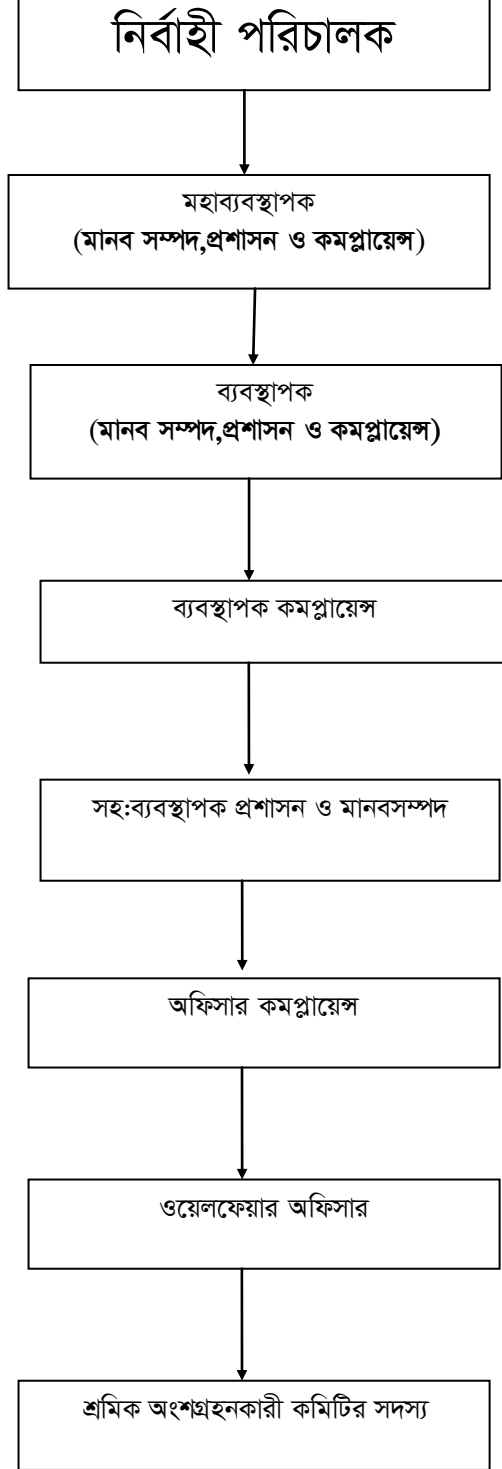 নির্বাহী পরিচালক
মহাব্যবস্থাপক
(মানব সম্পদ,প্রশাসন ও কমপ্লায়েন্স)
ব্যবস্থাপক
(মানব সম্পদ,প্রশাসন ও কমপ্লায়েন্স)
ব্যবস্থাপক কমপ্লায়েন্স
সহ:ব্যবস্থাপক প্রশাসন ও মানবসম্পদ
অফিসার কমপ্লায়েন্স
ওয়েলফেয়ার অফিসার
শ্রমিক অংশগ্রহনকারী কমিটির সদস্য